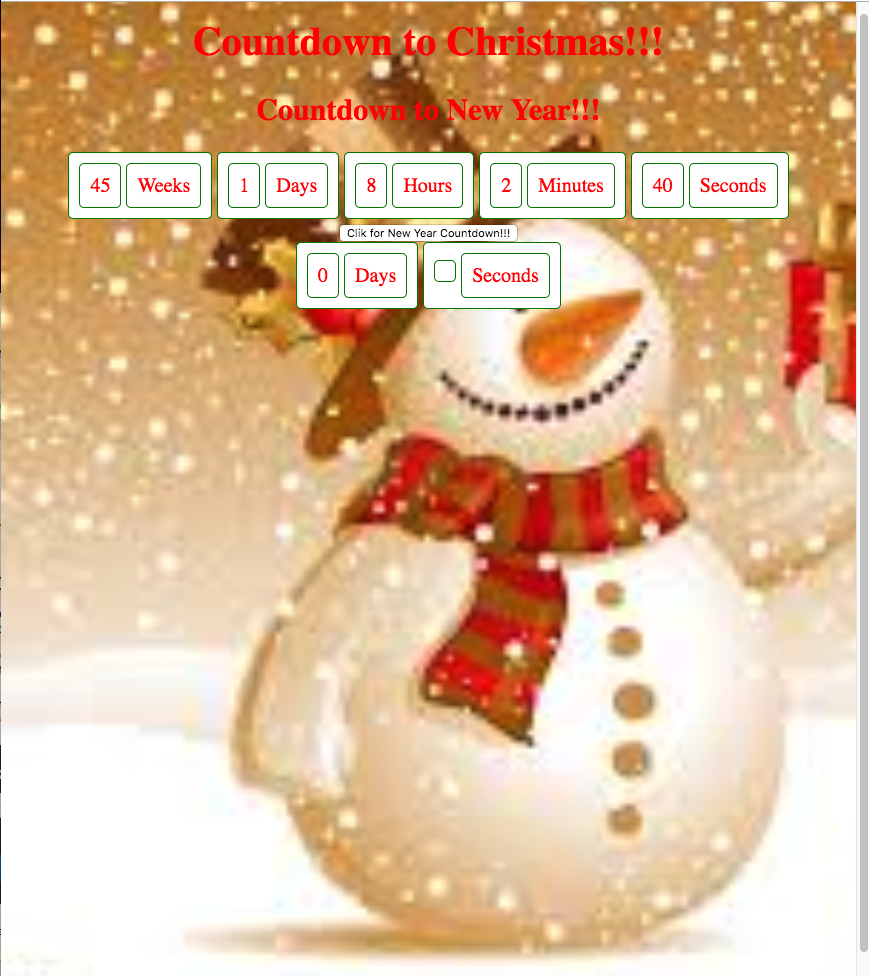 Countdown to Christmas!!!
Countdown to New Year!!!
45 Weeks 1 Days 8 Hours 2 Minutes 40 Seconds
Clik for New Year Countdown!!!
0 Days Seconds